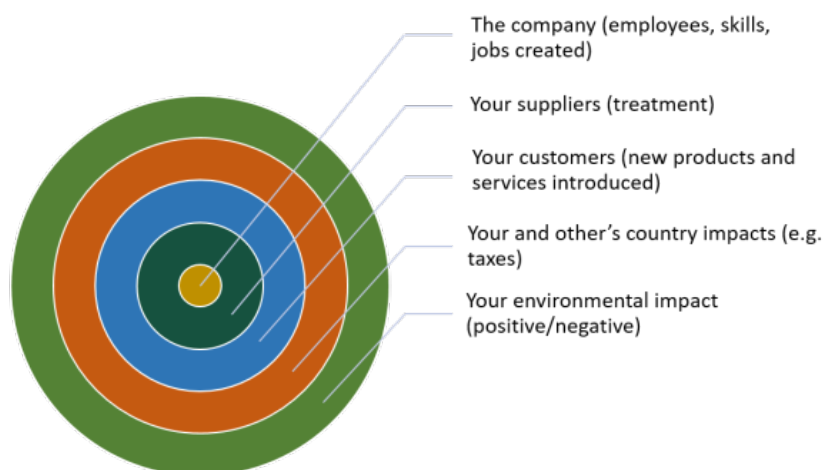 The company (employees, skills,
jobs created)
Your suppliers (treatment)
Your customers (new products and
services introduced)
Your and other's country impacts (e.g.
taxes)
Your environmental impact
(positive/negative)